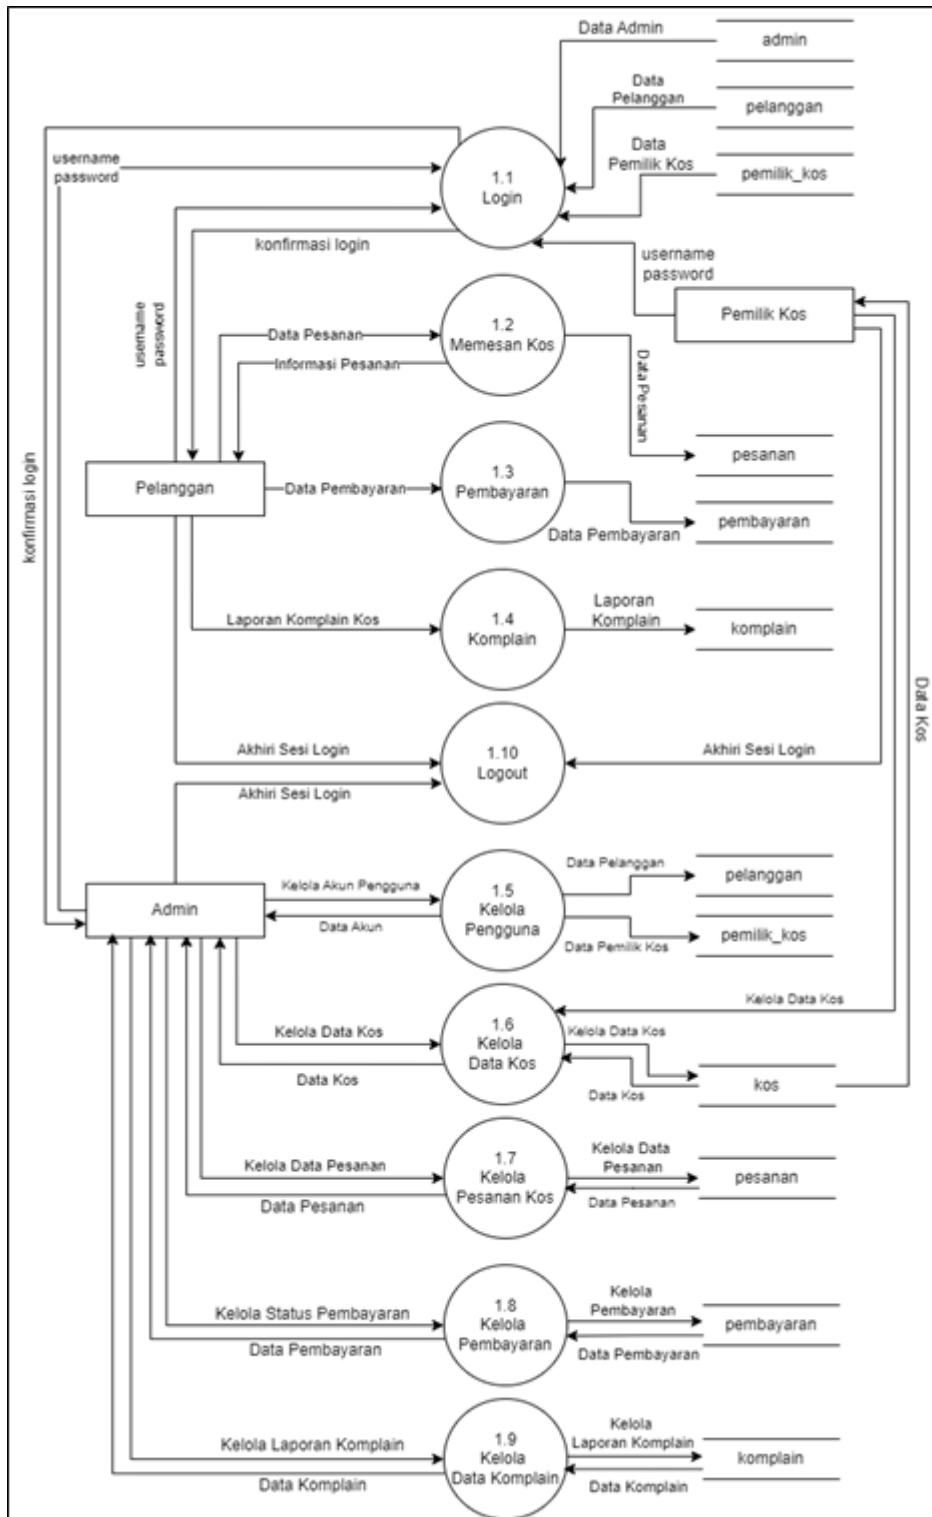 Data Admin
admin
Data
Pelanggan
pelanggan
username
password
1.1
Login
Data
Pemilik Kos
pemilik_kos
konfirmasi login
username
password
username
password
Pemilik Kos
Data Pesanan
1.2
Memesan Kos
Informasi Pesanan
Data Pesanan
konfirmasi login
Pelanggan
Data Pembayaran
1.3
Pembayaran
pesanan
Data Pembayaran
pembayaran
Laporan Komplain Kos
1.4
Komplain
Laporan
Komplain
komplain
Data Kos
Akhiri Sesi Login
1.10
Logout
Akhiri Sesi Login
Akhiri Sesi Login
Admin
Kelola Akun Pengguna
Data Akun
1.5
Kelola
Pengguna
Data Pelanggan
pelanggan
Data Pemilik Kos
pemilik_kos
Kelola Data Kos
Kelola Data Kos
Data Kos
1.6
Kelola
Data Kos
Kelola Data Kos
Data Kos
kos
Kelola Data Pesanan
Data Pesanan
1.7
Kelola
Pesanan Kos
Kelola Data
Pesanan
Data Pesanan
pesanan
Kelola Status Pembayaran
Data Pembayaran
1.8
Kelola
Pembayaran
Kelola
Pembayaran
Data Pembayaran
pembayaran
Kelola Laporan Komplain
Data Komplain
1.9
Kelola
Data Komplain
Kelola
Laporan Komplain
Data Komplain
komplain